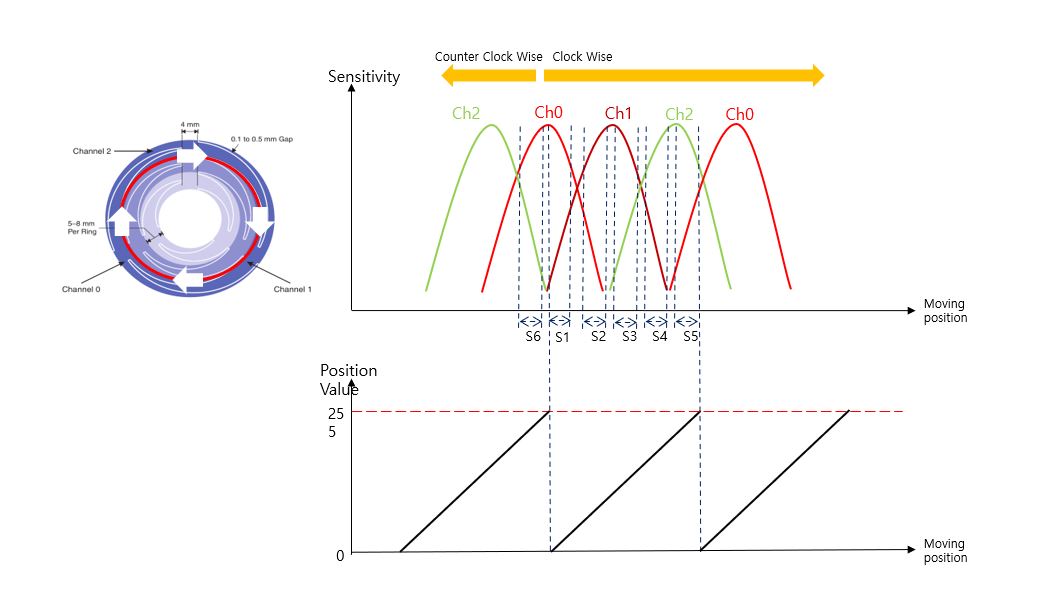 Counter Clock Wise
Clock Wise
Sensitivity
Ch2
Ch0
Ch1
Ch2
Ch0
4 mm
0.1 to 0.5 mm Gap
Channel 2
5–8 mm
Per Ring
Channel 0
Channel 1
Moving
position
S6
S1
S2
S3
S4
S5
Position
Value
25
5
0
Moving
position